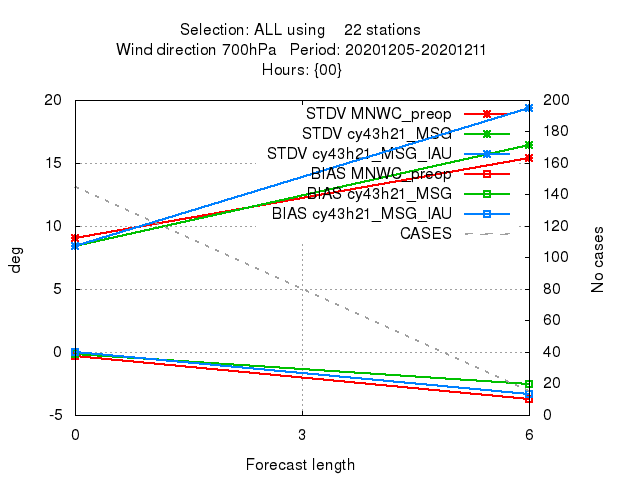 Selection: ALL using 22 stations
Wind direction 700hPa Period: 20201205-20201211
Hours: {00}
20
15
10
5
0
-5
deg
STDV MNWC_preop
STDV cy43h21_MSG
STDV cy43h21_MSG_IAU
BIAS MNWC_preop
BIAS cy43h21_MSG
BIAS cy43h21_MSG_IAU
CASES
200
180
160
140
120
100
80
60
40
20
0
No cases
0 3 6
Forecast length